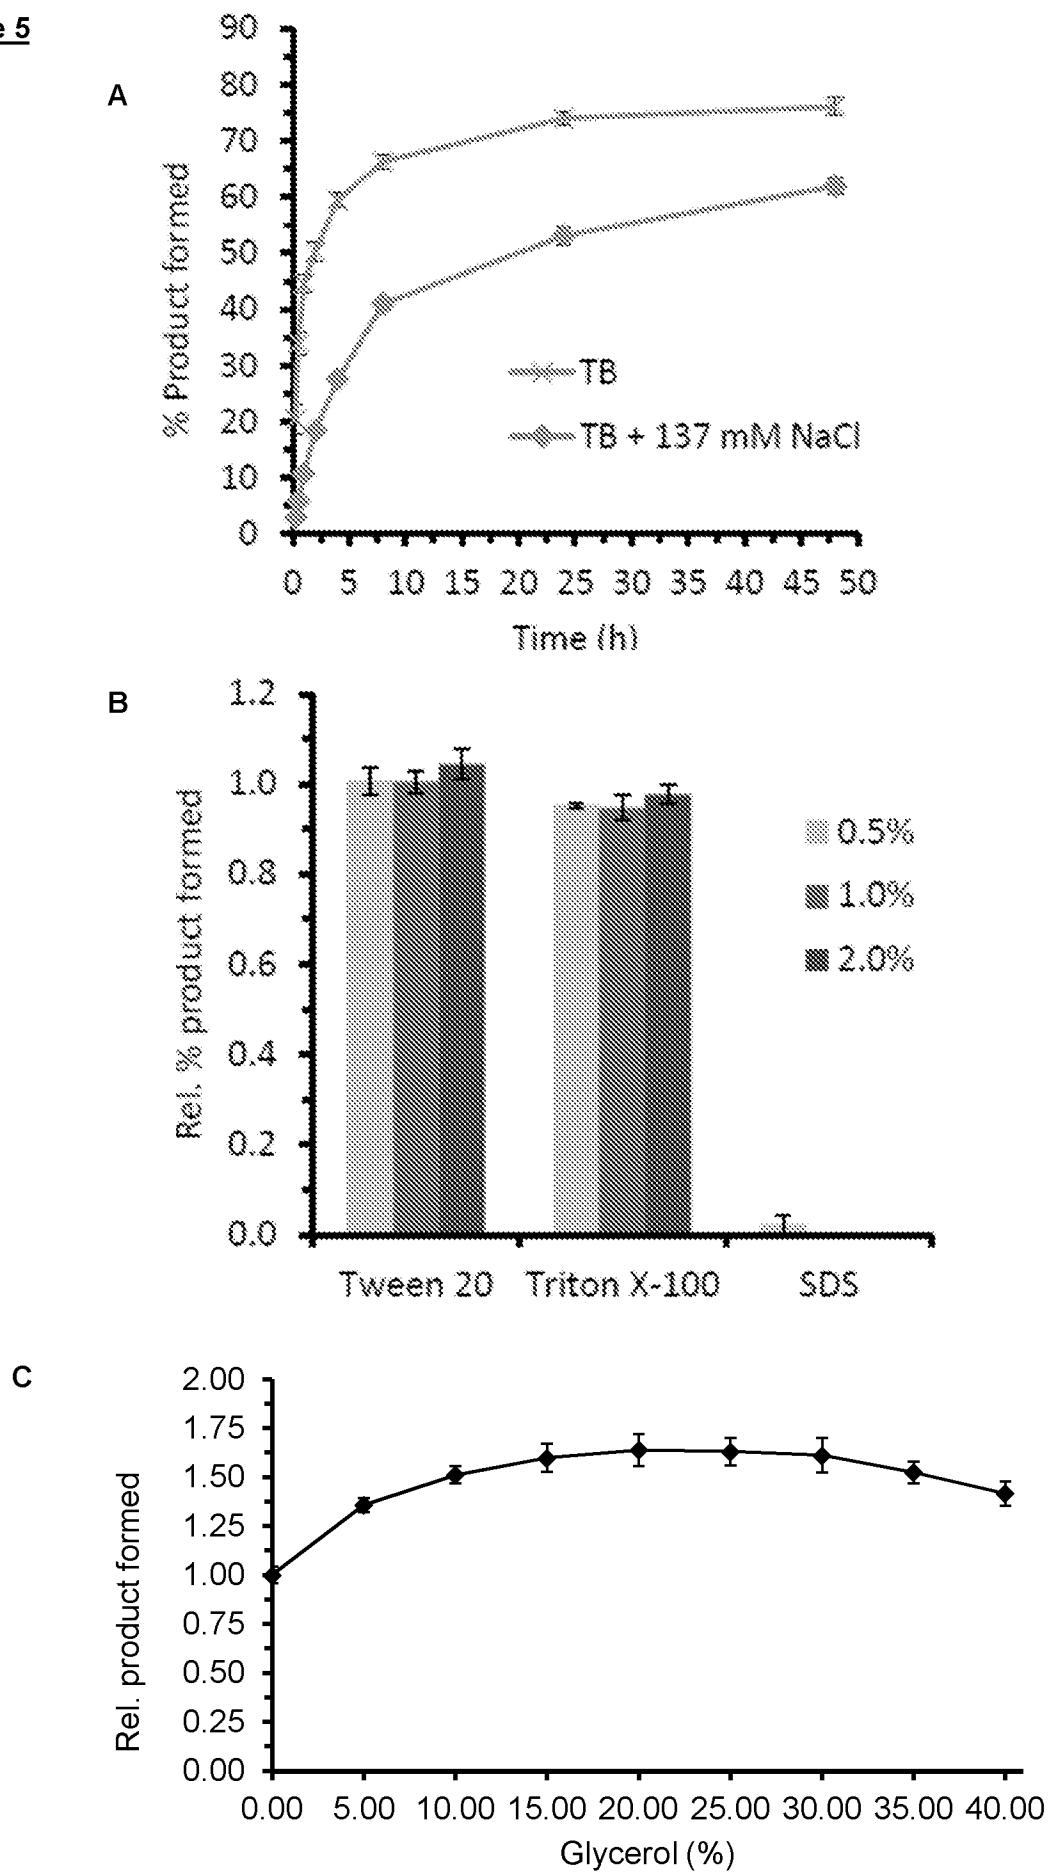 e 5
A
90
80
70
60
50
40
30
20
10
0
% Product formed
TB
TB + 137 mM NaCl
0 5 10 15 20 25 30 35 40 45 50
Time (h)
B
1.2
1.0
0.8
0.6
0.4
0.2
0.0
Rel. % product formed
0.5%
1.0%
2.0%
Tween 20 Triton X-100 SDS
C
2.00
1.75
1.50
1.25
1.00
0.75
0.50
0.25
0.00
Rel. product formed
0.00 5.00 10.00 15.00 20.00 25.00 30.00 35.00 40.00
Glycerol (%)